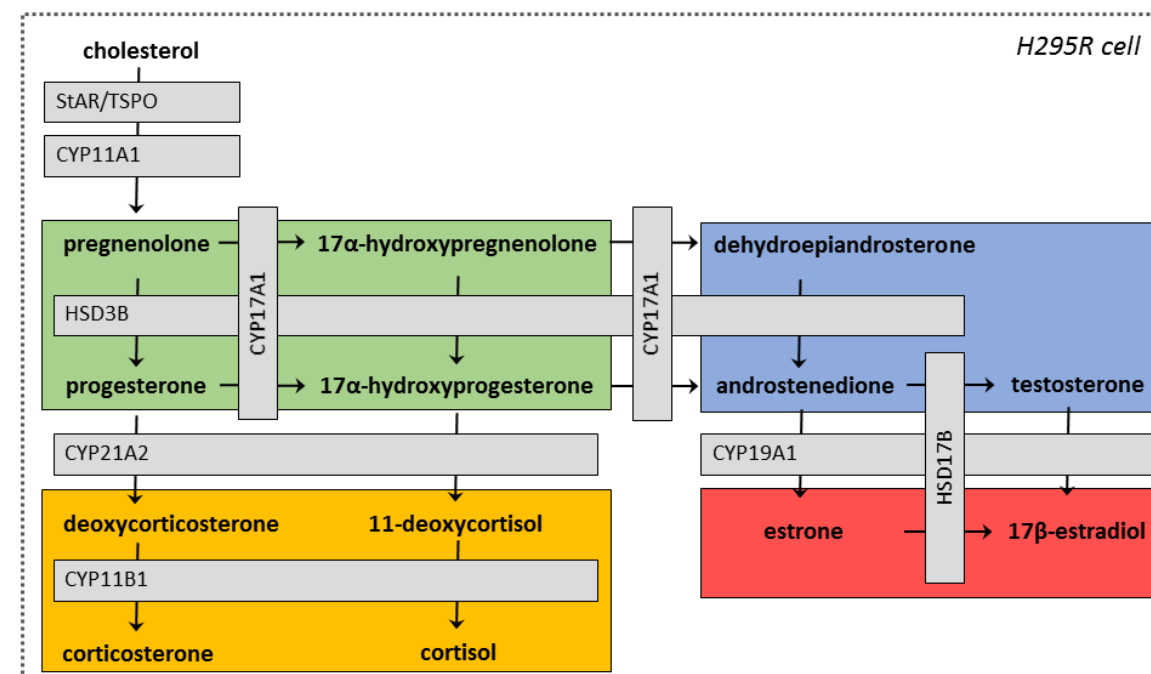 H295R cell
cholesterol
StAR/TSPO
CYP11A1
pregnenolone
17α-hydroxypregnenolone
dehydroepiandrosterone
CYP17A1
CYP17A1
HSD3B
progesterone
17α-hydroxyprogesterone
androstenedione
testosterone
HSD17B
CYP21A2
CYP19A1
deoxycorticosterone
11-deoxycortisol
estrone
17β-estradiol
CYP11B1
corticosterone
cortisol